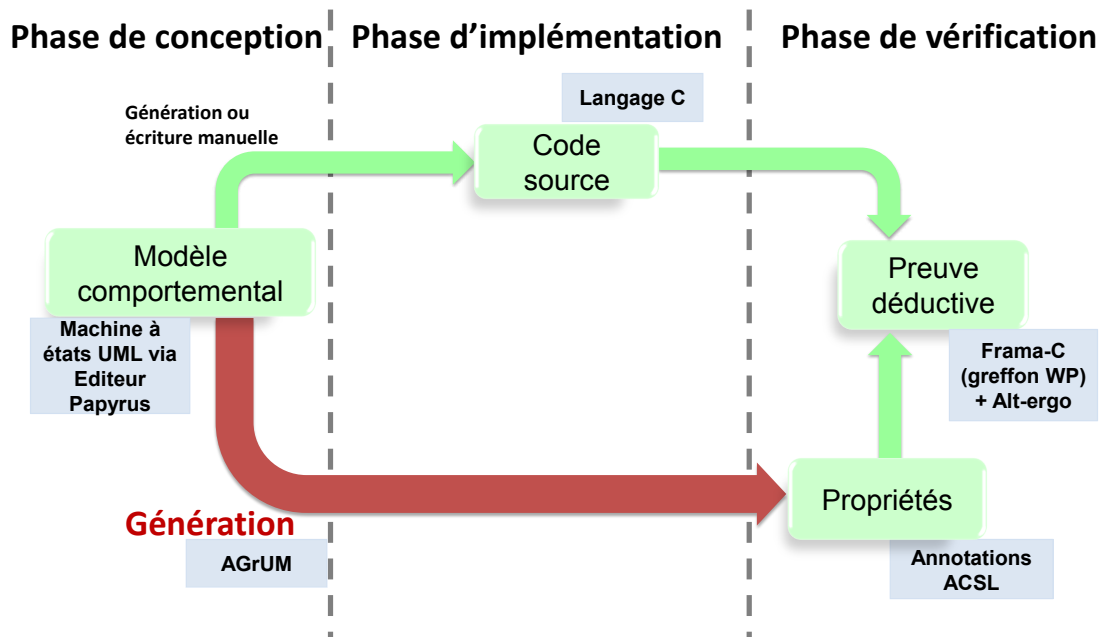 Phase de conception
Phase d’implémentation
Phase de vérification
Langage C
Génération ou
écriture manuelle
Code
source
Modèle
comportemental
Preuve
déductive
Machine à
états UML via
Editeur
Papyrus
Frama-C
(greffon WP)
+ Alt-ergo
Propriétés
Génération
AGrUM
Annotations
ACSL